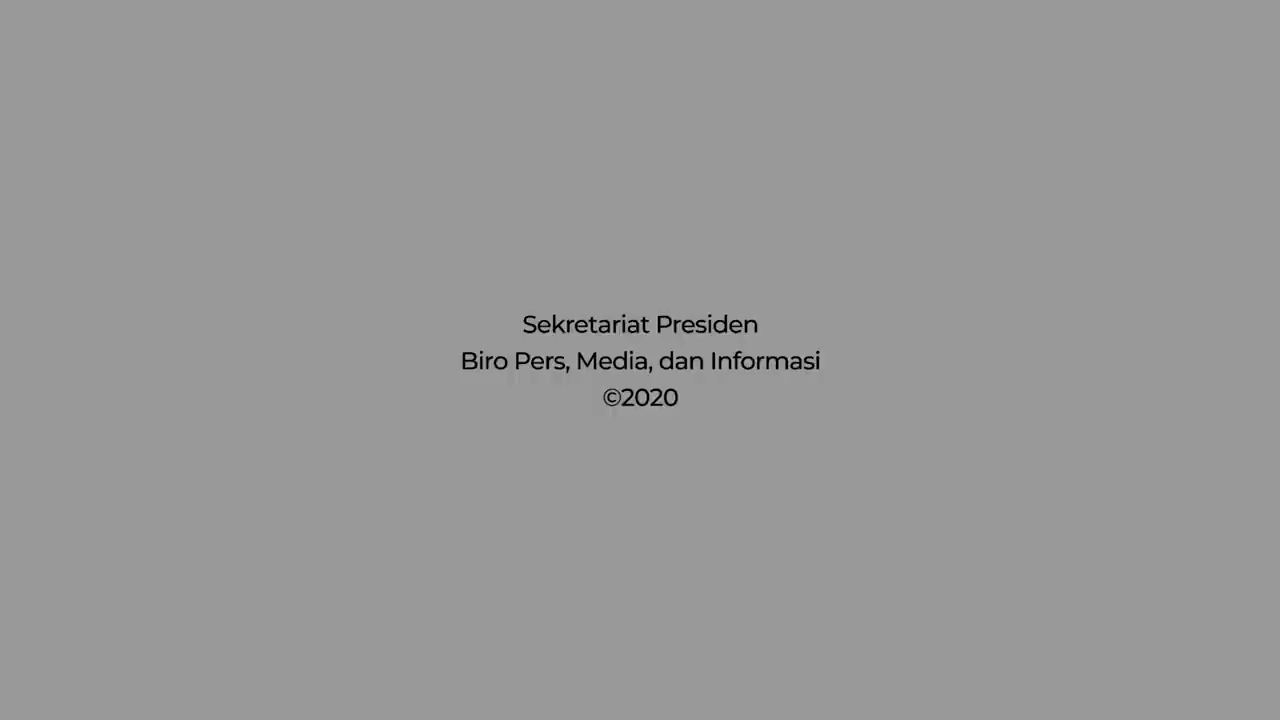 Sekretariat Presiden
Biro Pers, Media, dan Informasi
©2020